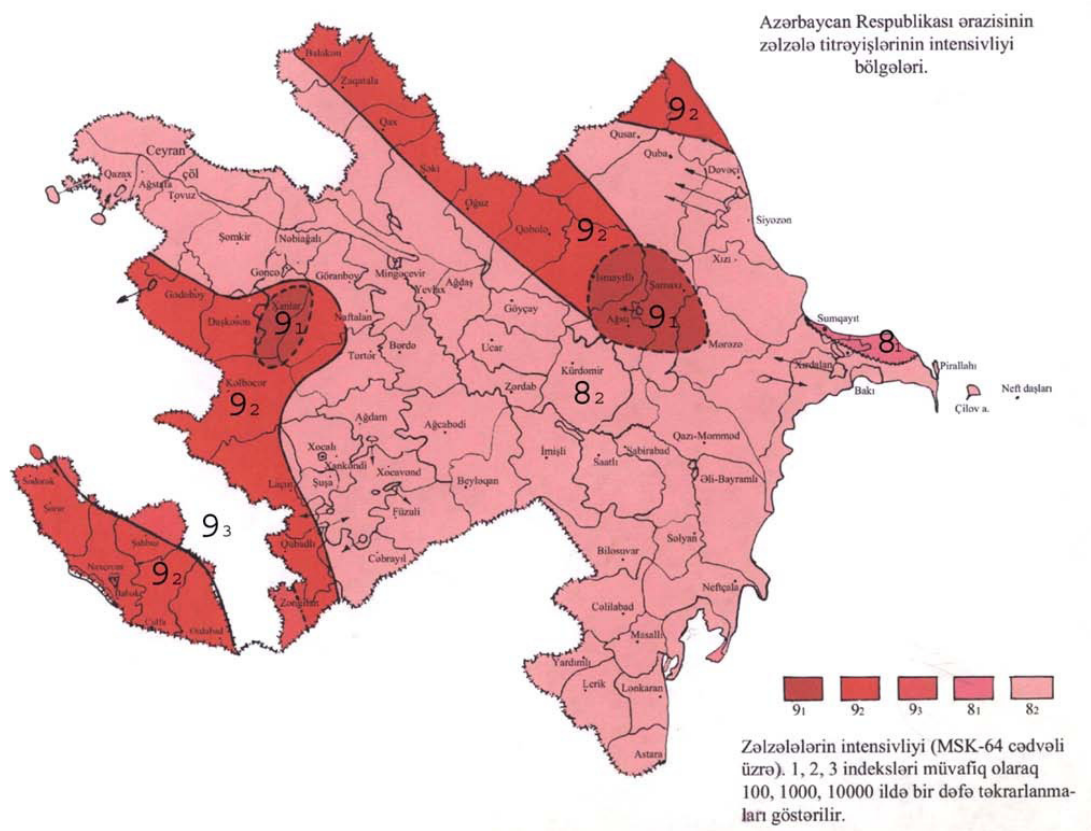 Azərbaycan Respublikası ərazisinin
zəlzələ titrəyişlərinin intensivliyi
bölgələri.
Balakən
Zaqatala
Qax
Şəki
Oğuz
Qəbələ
9₂
9₂
Qusar
Quba
Dəvəçi
Siyəzən
Xızı
Ceyran
çöl
Qazax
Ağstafa
Tovuz
Şəmkir
Nəbiağalı
Gəncə
Goranboy
Mingəçevir
Yevlax
Ağdaş
Göyçay
İsmayıllı
Şamaxı
Ağsu
9₁
Mərəzə
Sumqayıt
8₁
Xırdalan
Bakı
Pirallahı
Çilov a.
Neft daşları
Gədəbəy
Daşkəsən
Xanlar
9₁
Naftalan
Tərtər
Bərdə
Ucar
Zərdab
Kürdəmir
8₂
Kəlbəcər
9₂
Ağdam
Ağcabədi
İmişli
Saatlı
Sabirabad
Qazı-Məmməd
Əli-Bayramlı
Xocalı
Xankəndi
Şuşa
Xocavənd
Beyləqan
Laçın
Füzuli
Qubadlı
Cəbrayıl
Zəngilan
Sədərək
Şərur
Şahbuz
9₃
Naxçıvan
Babək
9₂
Culfa
Ordubad
Biləsuvar
Salyan
Neftçala
Cəlilabad
Masallı
Yardımlı
Lerik
Lənkaran
Astara
9₁ 9₂ 9₃ 8₁ 8₂
Zəlzələlərin intensivliyi (MSK-64 cədvəli
üzrə). 1, 2, 3 indeksləri müvafiq olaraq
100, 1000, 10000 ildə bir dəfə təkrarlanma-
ları göstərilir.